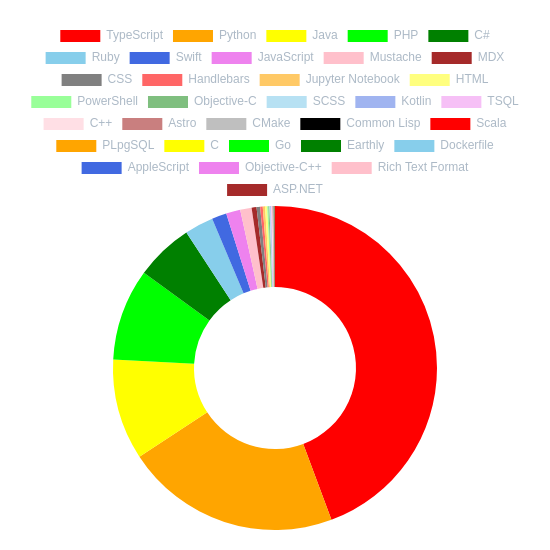 TypeScript Python Java PHP C#
Ruby Swift JavaScript Mustache MDX
CSS Handlebars Jupyter Notebook HTML
PowerShell Objective-C SCSS Kotlin TSQL
C++ Astro CMake Common Lisp Scala
PLpgSQL C Go Earthly Dockerfile
AppleScript Objective-C++ Rich Text Format
ASP.NET